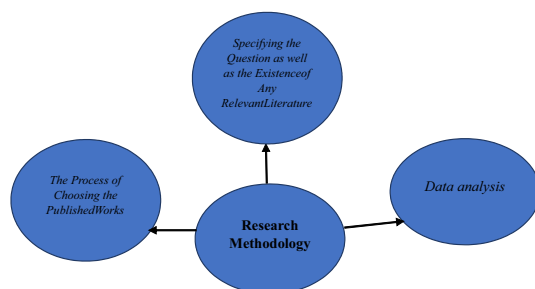 Specifying the
Question as well
as the Existenceof
Any
RelevantLiterature
The Process of
Choosing the
PublishedWorks
Data analysis
Research
Methodology